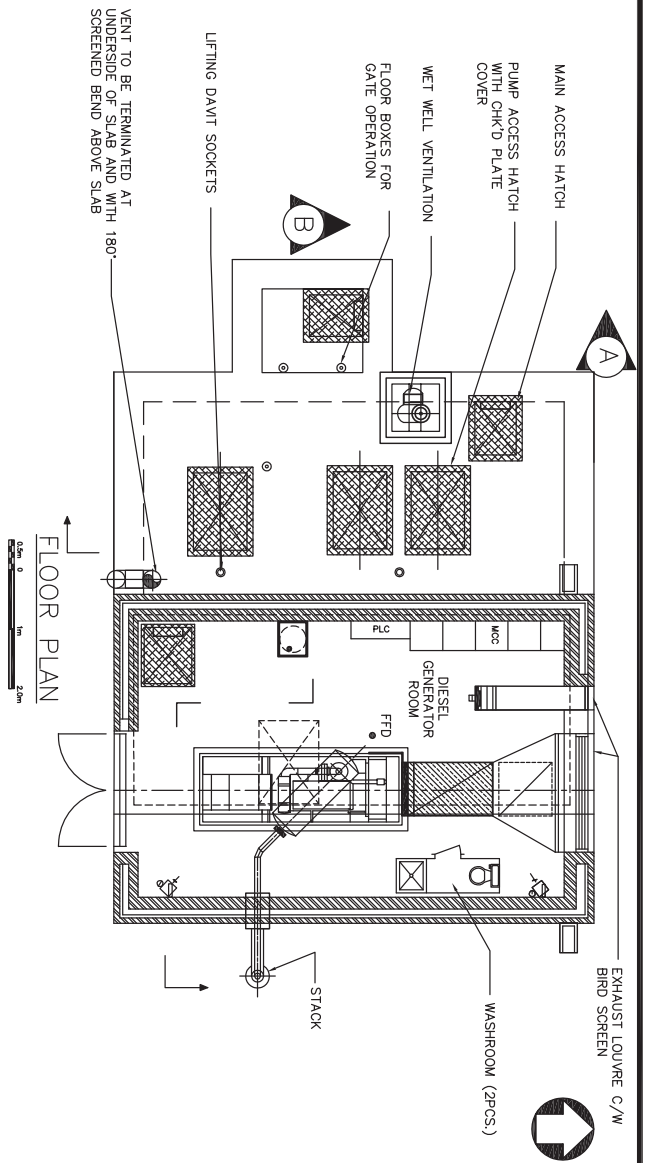 MAIN ACCESS HATCH
PUMP ACCESS HATCH
WITH CHK'D PLATE
COVER
WET WELL VENTILATION
FLOOR BOXES FOR
GATE OPERATION
LIFTING DAVIT SOCKETS
VENT TO BE TERMINATED AT
UNDERSIDE OF SLAB AND WITH 180°
SCREENED BEND ABOVE SLAB
A
B
PLC
MCC
DIESEL
GENERATOR
ROOM
FFD
EXHAUST LOUVRE C/W
BIRD SCREEN
WASHROOM (2PCS.)
STACK
FLOOR PLAN
0.5m 0 1m 2.0m